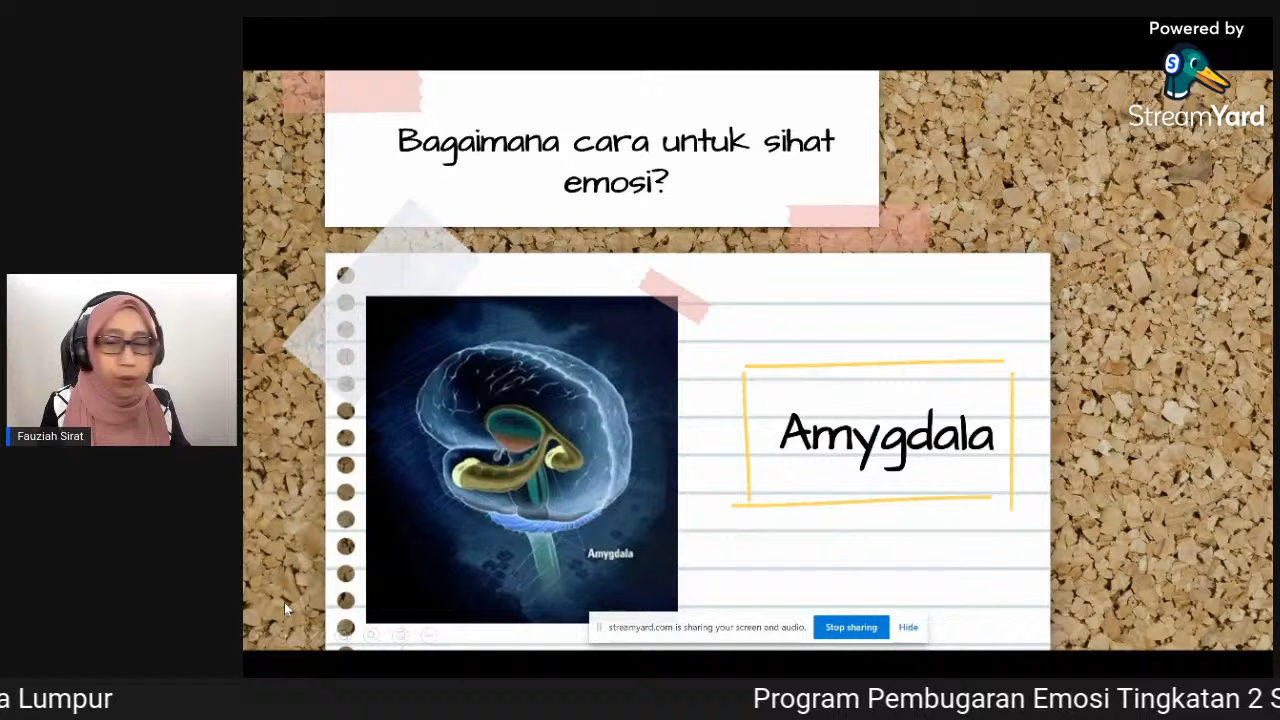 Powered by
StreamYard
Bagaimana cara untuk sihat
emosi?
Amygdala
Amygdala
Fauziah Sirat
streamyard.com is sharing your screen and audio.
Stop sharing
Hide
a Lumpur
Program Pembugaran Emosi Tingkatan 2 S